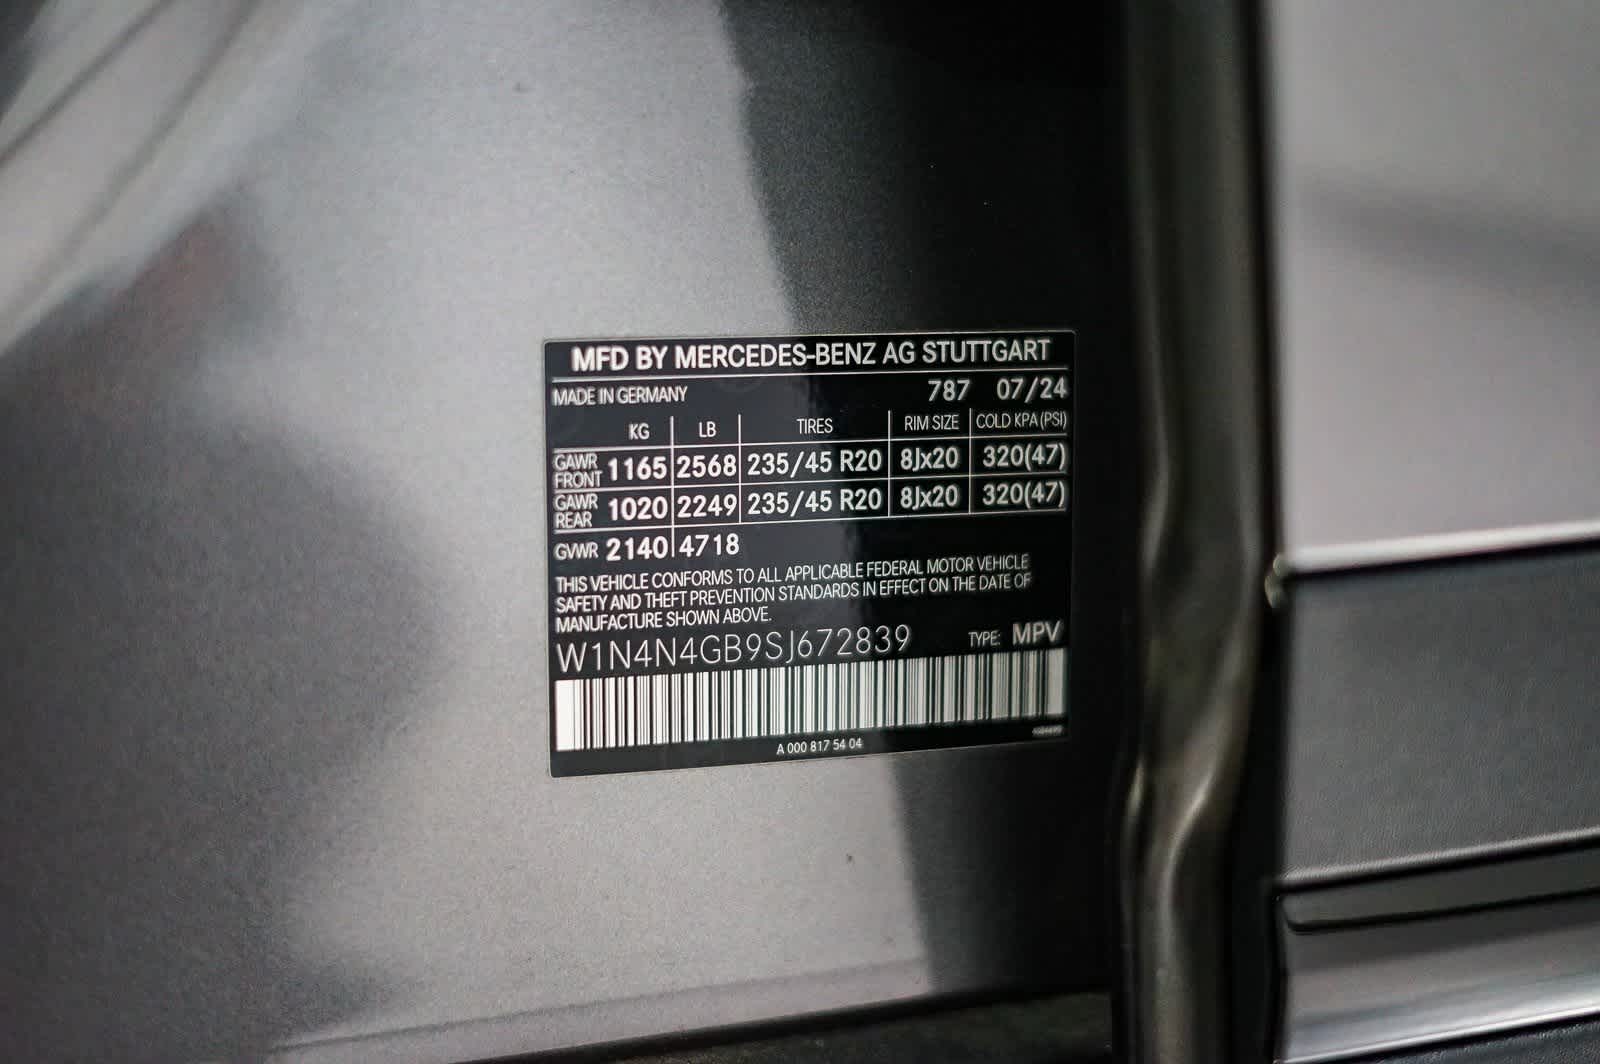 MFD BY MERCEDES-BENZ AG STUTTGART
MADE IN GERMANY 787 07/24
KG LB TIRES RIM SIZE COLD KPA (PSI)
GAWR FRONT 1165 2568 235/45 R20 8Jx20 320(47)
GAWR REAR 1020 2249 235/45 R20 8Jx20 320(47)
GVWR 2140 4718
THIS VEHICLE CONFORMS TO ALL APPLICABLE FEDERAL MOTOR VEHICLE
SAFETY AND THEFT PREVENTION STANDARDS IN EFFECT ON THE DATE OF
MANUFACTURE SHOWN ABOVE.
W1N4N4GB9SJ672839 TYPE: MPV
A 000 817 54 04